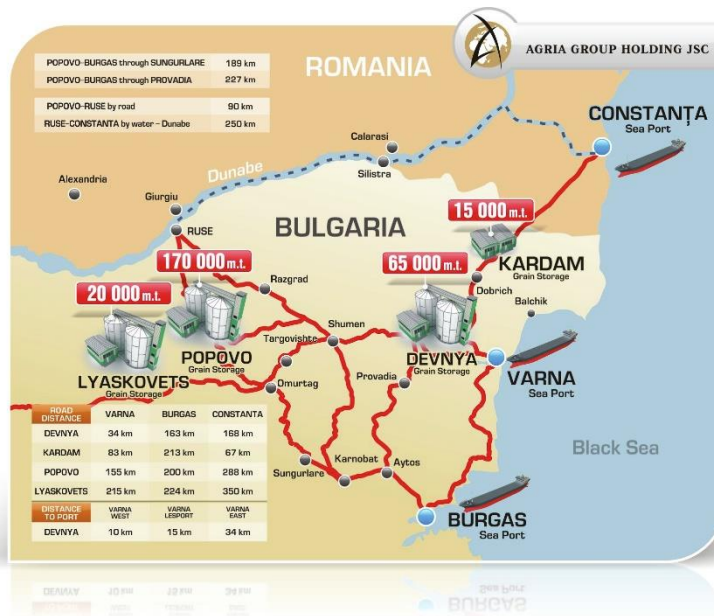 AGRIA GROUP HOLDING JSC
POPOVO-BURGAS through SUNGURLARE 189 km
POPOVO-BURGAS through PROVADIA 227 km
POPOVO-RUSE by road 90 km
RUSE-CONSTANTA by water - Dunabe 250 km
ROMANIA
CONSTANȚA
Sea Port
Calarasi
Silistra
Dunabe
Alexandria
Giurgiu
RUSE
BULGARIA
15 000 m.t.
KARDAM
Grain Storage
170 000 m.t.
65 000 m.t.
20 000 m.t.
Razgrad
Dobrich
Balchik
Targovishte
Shumen
POPOVO
Grain Storage
DEVNYA
Grain Storage
VARNA
Sea Port
LYASKOVETS
Grain Storage
Omurtag
Provadia
ROAD DISTANCE VARNA BURGAS CONSTANTA
DEVNYA 34 km 163 km 168 km
KARDAM 83 km 213 km 67 km
POPOVO 155 km 200 km 288 km
LYASKOVETS 215 km 224 km 350 km
DISTANCE TO PORT VARNA WEST VARNA LESPORT VARNA EAST
DEVNYA 10 km 15 km 34 km
Black Sea
Sungurlare
Karnobat
Aytos
BURGAS
Sea Port